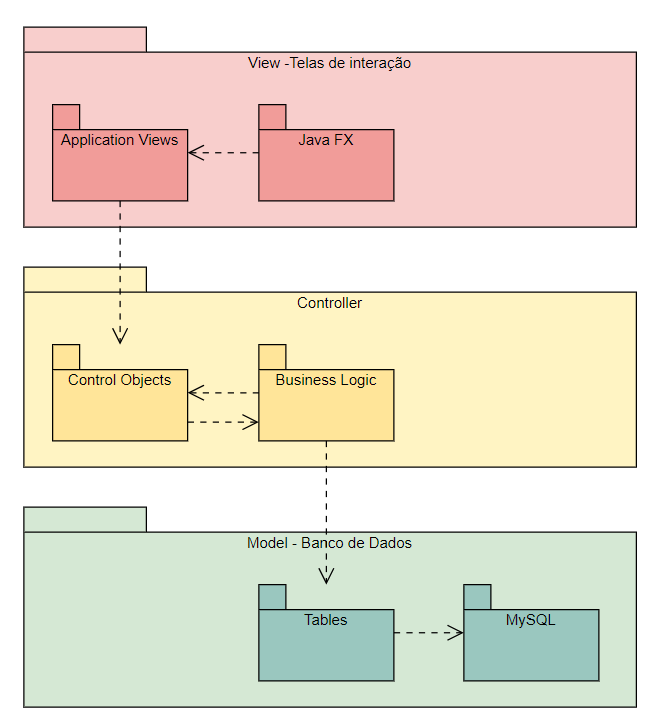 View -Telas de interação
Application Views
Java FX
Controller
Control Objects
Business Logic
Model - Banco de Dados
Tables
MySQL